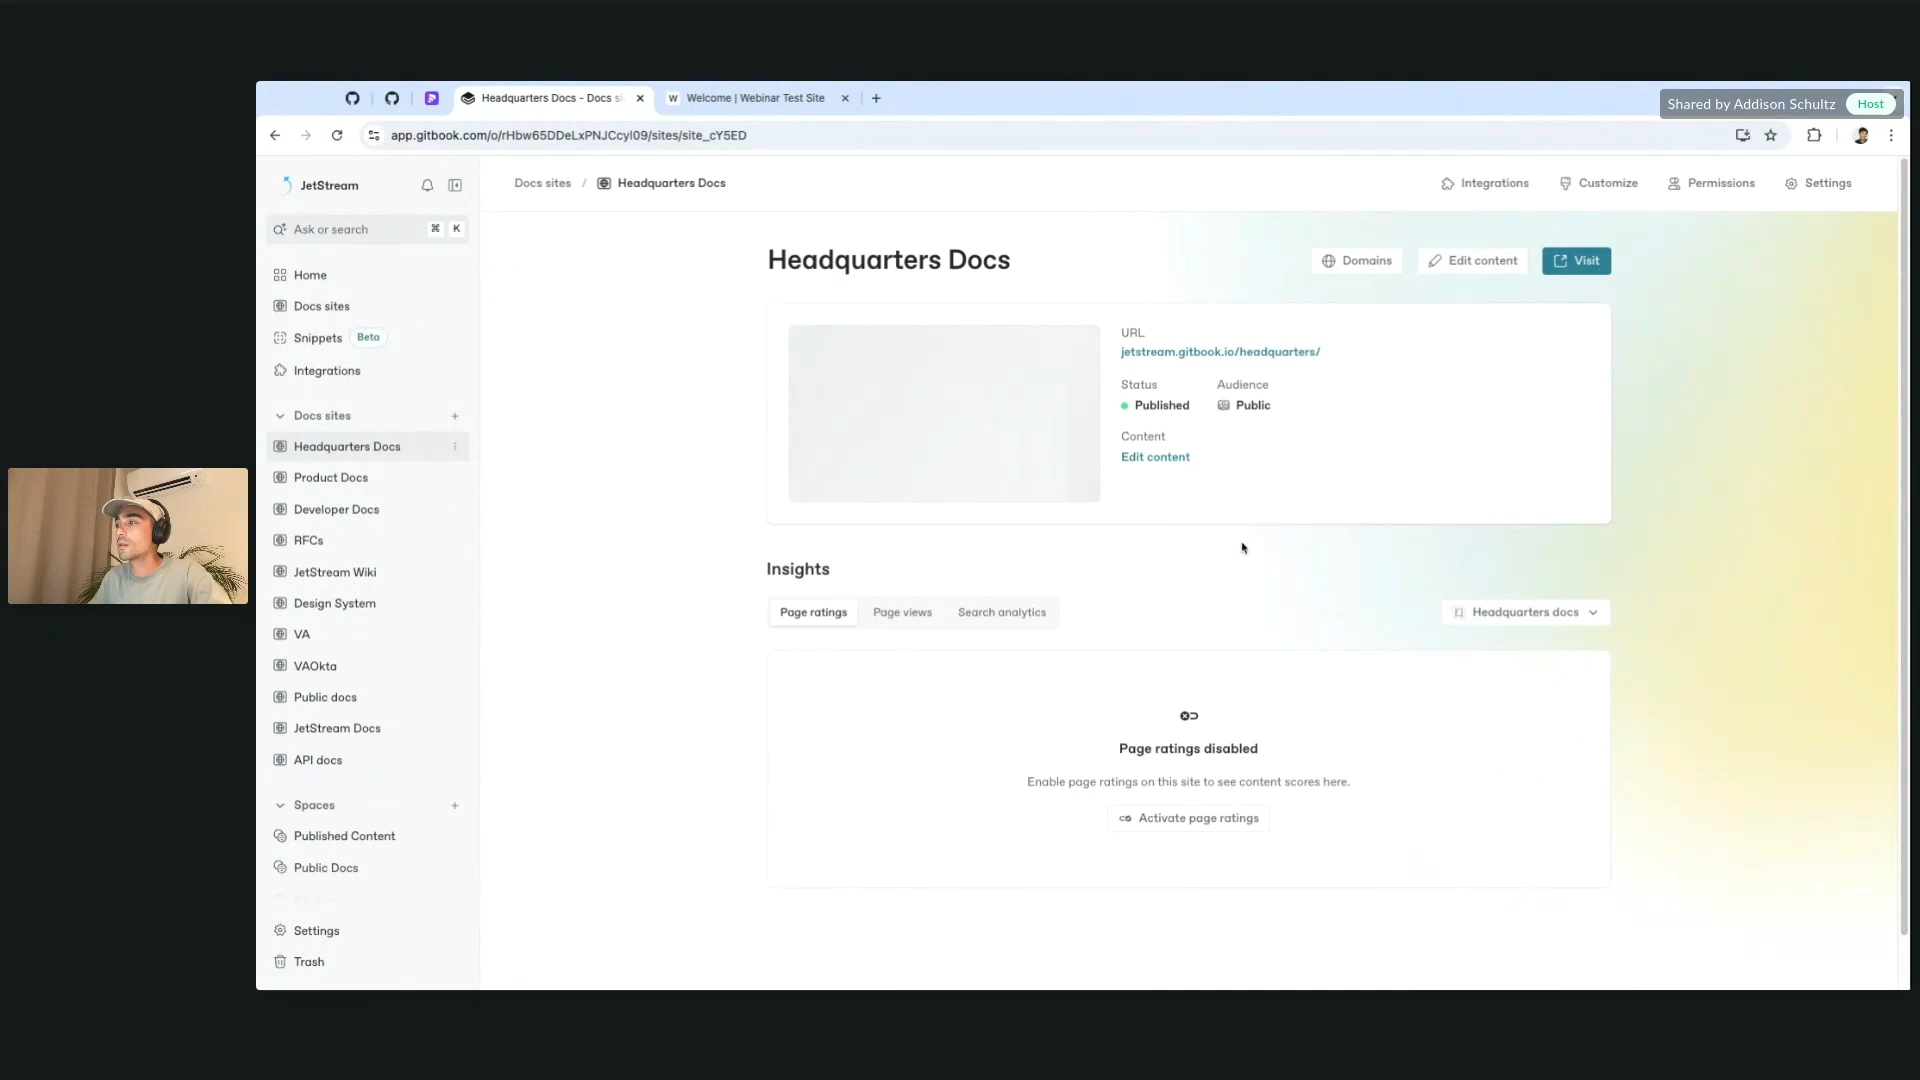 Headquarters Docs - Docs si
Welcome | Webinar Test Site
Shared by Addison Schultz
Host
app.gitbook.com/o/rHbw65DDeLxPNJCcyl09/sites/site_cY5ED
JetStream
Docs sites / Headquarters Docs
Integrations
Customize
Permissions
Settings
Ask or search
⌘ K
Home
Docs sites
Snippets Beta
Integrations
Docs sites
Headquarters Docs
Product Docs
Developer Docs
RFCs
JetStream Wiki
Design System
VA
VAOkta
Public docs
JetStream Docs
API docs
Spaces
Published Content
Public Docs
Settings
Trash
Headquarters Docs
Domains
Edit content
Visit
URL
jetstream.gitbook.io/headquarters/
Status Audience
Published Public
Content
Edit content
Insights
Page ratings Page views Search analytics
Headquarters docs
Page ratings disabled
Enable page ratings on this site to see content scores here.
Activate page ratings